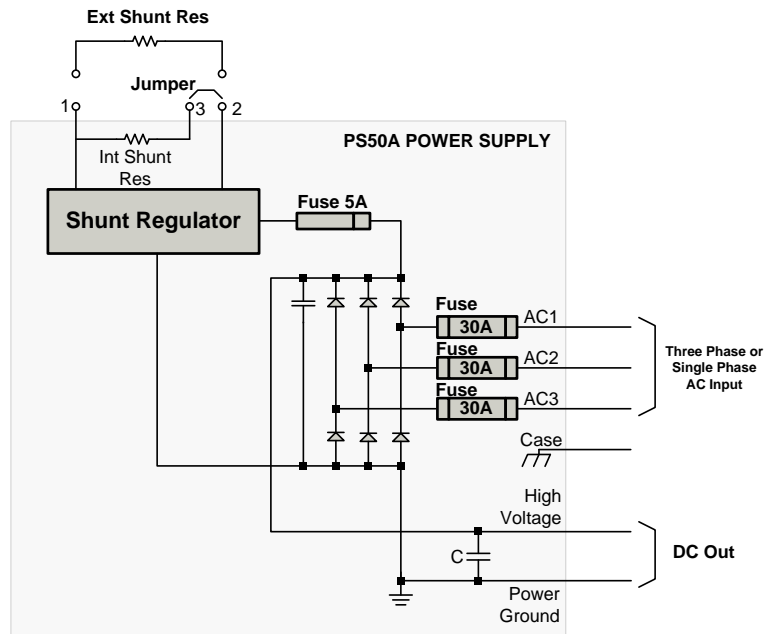 Ext Shunt Res
Jumper
1
3
2
PS50A POWER SUPPLY
Int Shunt
Res
Shunt Regulator
Fuse 5A
Fuse
30A
AC1
Fuse
30A
AC2
Fuse
30A
AC3
Three Phase or
Single Phase
AC Input
Case
High
Voltage
DC Out
C
Power
Ground